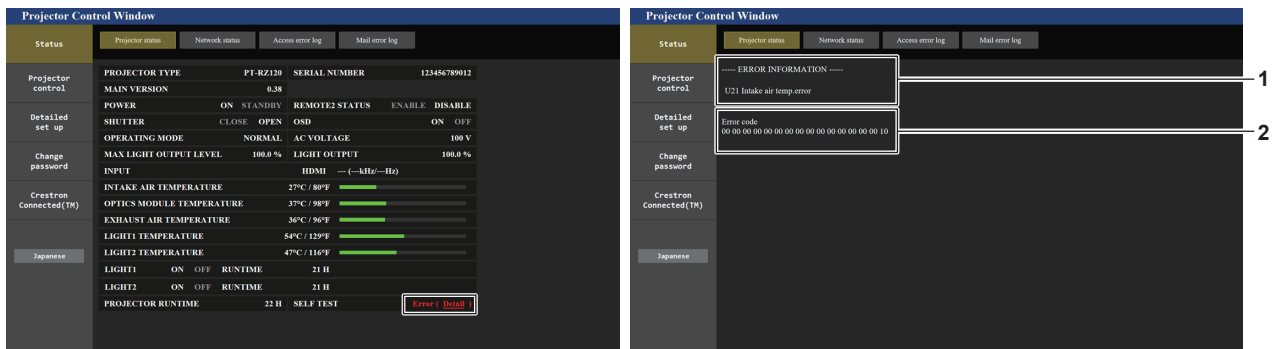 Projector Control Window
Status
Projector status Network status Access error log Mail error log
Projector control
Detailed set up
Change password
Crestron Connected(TM)
Japanese
PROJECTOR TYPE PT-RZ120 SERIAL NUMBER 123456789012
MAIN VERSION 0.38
POWER ON STANDBY REMOTE2 STATUS ENABLE DISABLE
SHUTTER CLOSE OPEN OSD ON OFF
OPERATING MODE NORMAL AC VOLTAGE 100 V
MAX LIGHT OUTPUT LEVEL 100.0 % LIGHT OUTPUT 100.0 %
INPUT HDMI --- (---kHz/---Hz)
INTAKE AIR TEMPERATURE 27°C / 80°F
OPTICS MODULE TEMPERATURE 37°C / 98°F
EXHAUST AIR TEMPERATURE 36°C / 96°F
LIGHT1 TEMPERATURE 54°C / 129°F
LIGHT2 TEMPERATURE 47°C / 116°F
LIGHT1 ON OFF RUNTIME 21 H
LIGHT2 ON OFF RUNTIME 21 H
PROJECTOR RUNTIME 22 H SELF TEST Error ( Detail )
Projector Control Window
Status
Projector status Network status Access error log Mail error log
Projector control
Detailed set up
Change password
Crestron Connected(TM)
Japanese
----- ERROR INFORMATION -----
U21 Intake air temp.error
1
Error code
00 00 00 00 00 00 00 00 00 00 00 00 00 00 00 10
2